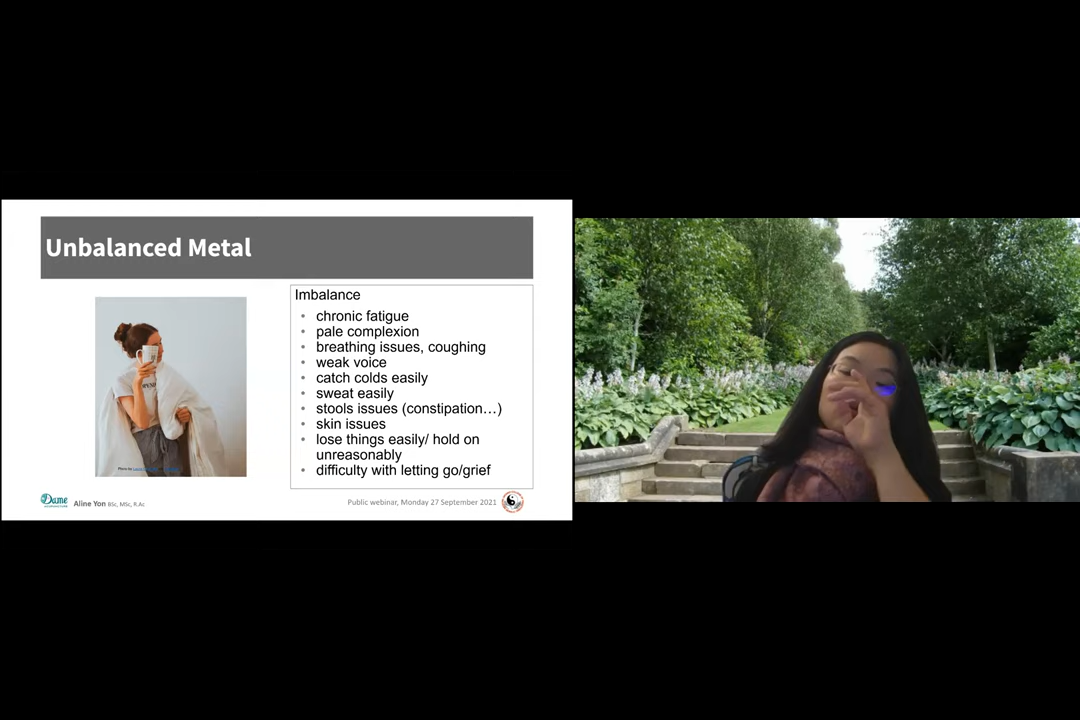 Unbalanced Metal
Imbalance
• chronic fatigue
• pale complexion
• breathing issues, coughing
• weak voice
• catch colds easily
• sweat easily
• stools issues (constipation…)
• skin issues
• lose things easily/ hold on
unreasonably
• difficulty with letting go/grief
Photo by
Dame
Aline Yon BSc, MSc, R.Ac
Public webinar, Monday 27 September 2021